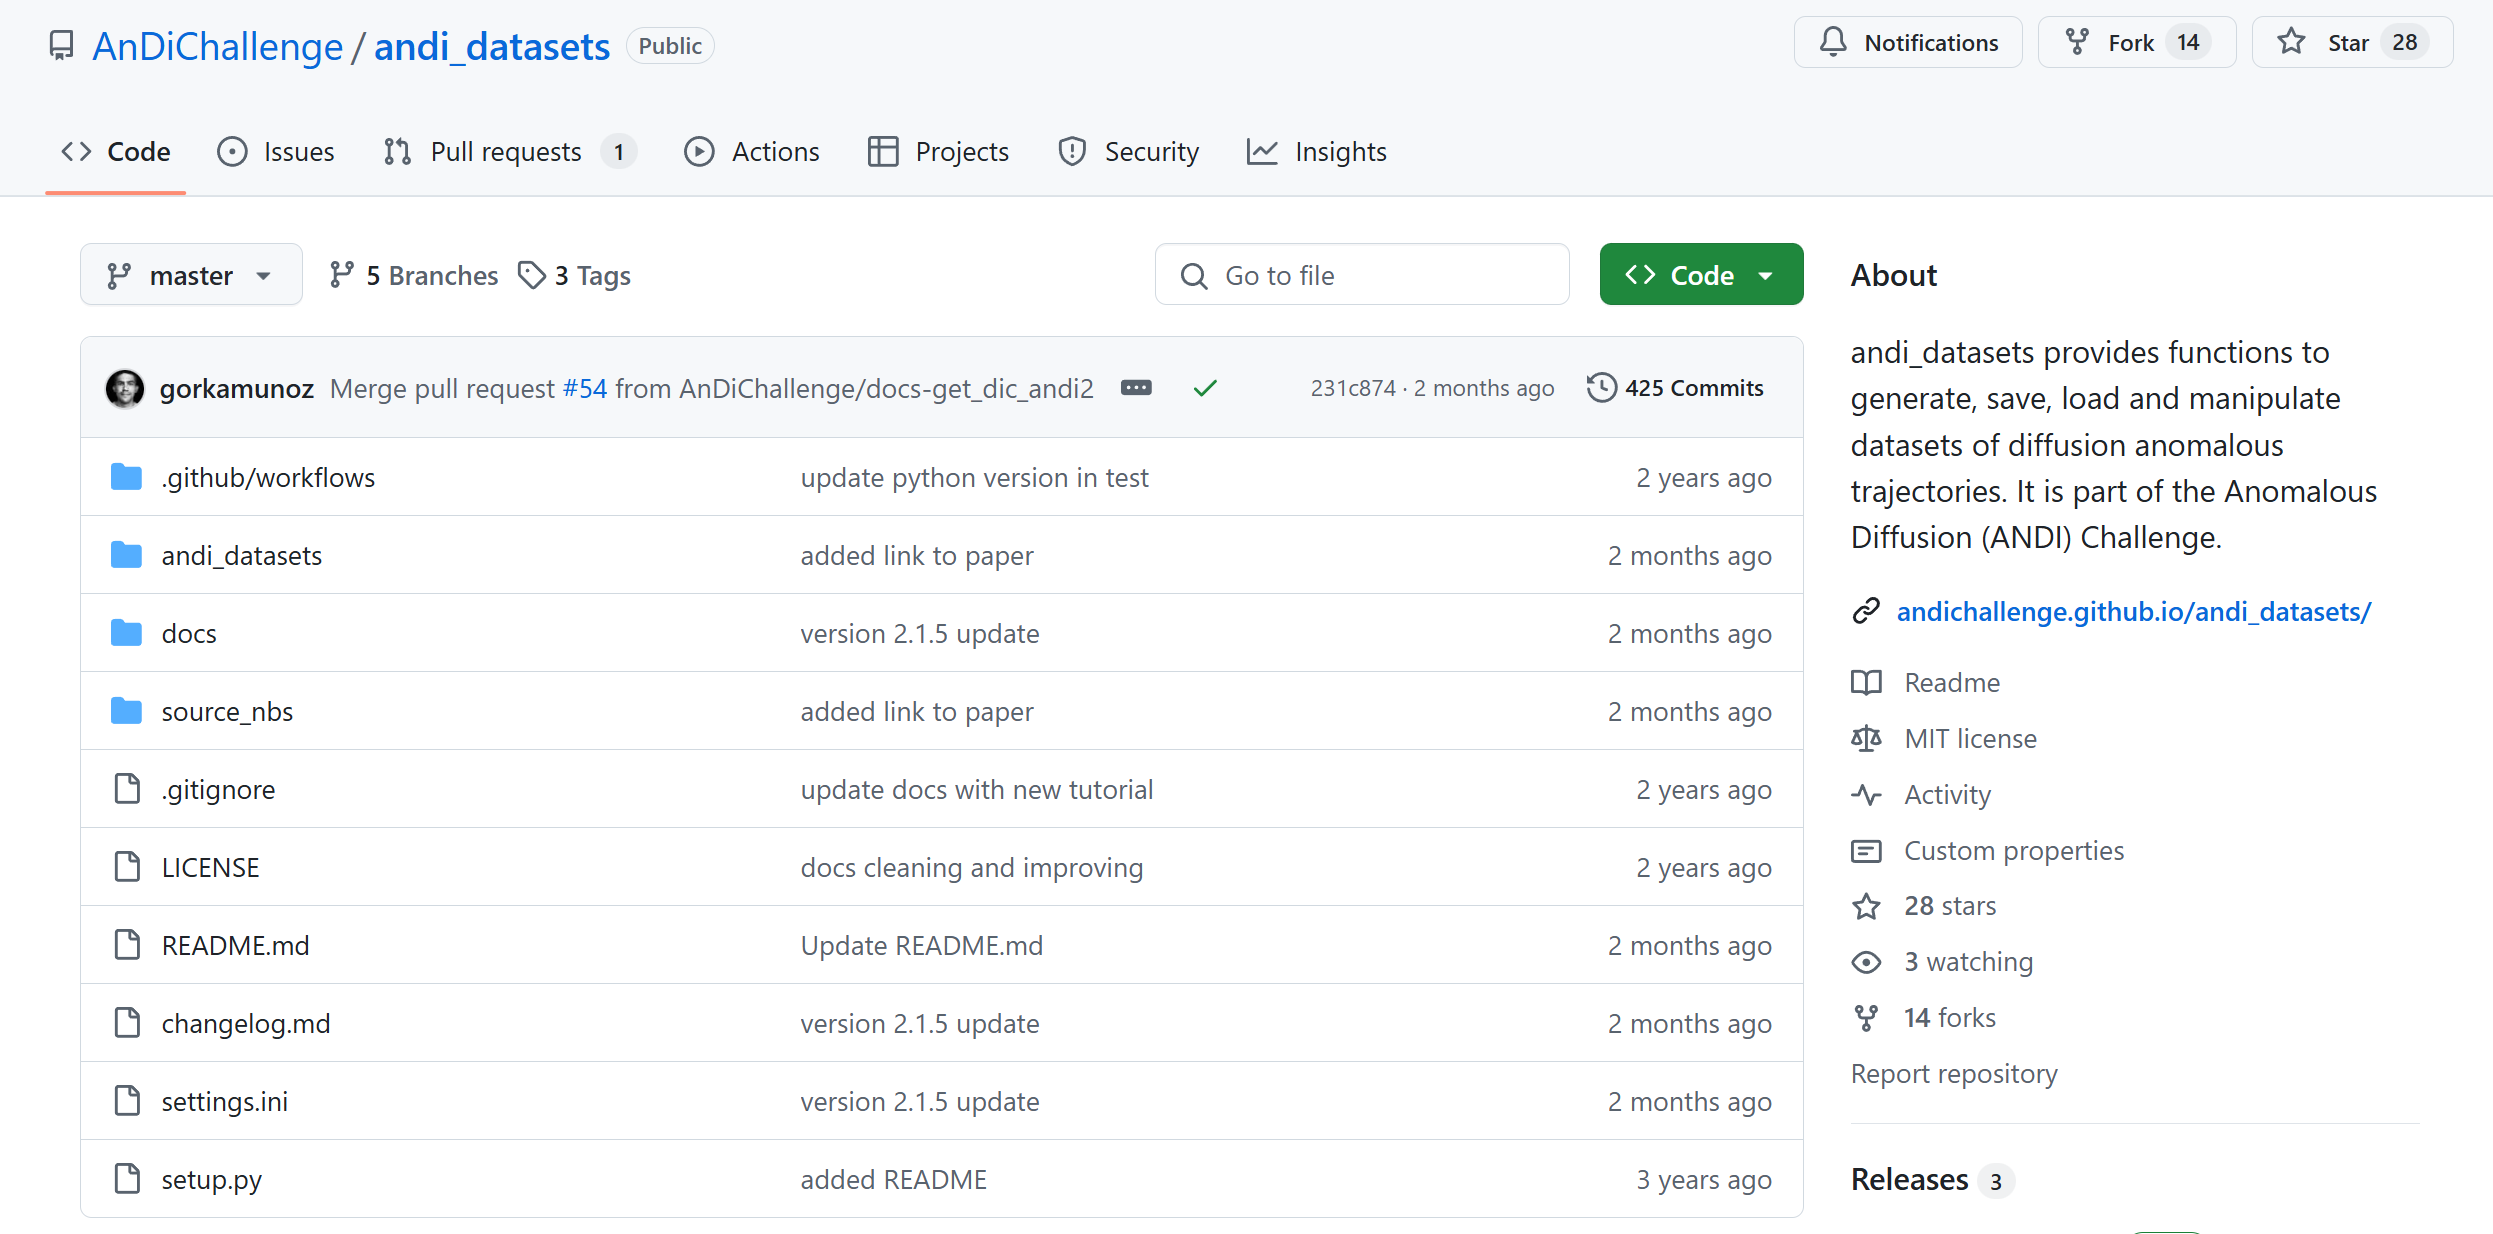 AnDiChallenge / andi_datasets Public
Notifications Fork 14 Star 28
Code Issues Pull requests 1 Actions Projects Security Insights
master 5 Branches 3 Tags Go to file Code
gorkamunoz Merge pull request #54 from AnDiChallenge/docs-get_dic_andi2 231c874 · 2 months ago 425 Commits
.github/workflows update python version in test 2 years ago
andi_datasets added link to paper 2 months ago
docs version 2.1.5 update 2 months ago
source_nbs added link to paper 2 months ago
.gitignore update docs with new tutorial 2 years ago
LICENSE docs cleaning and improving 2 years ago
README.md Update README.md 2 months ago
changelog.md version 2.1.5 update 2 months ago
settings.ini version 2.1.5 update 2 months ago
setup.py added README 3 years ago
About
andi_datasets provides functions to
generate, save, load and manipulate
datasets of diffusion anomalous
trajectories. It is part of the Anomalous
Diffusion (ANDI) Challenge.
andichallenge.github.io/andi_datasets/
Readme
MIT license
Activity
Custom properties
28 stars
3 watching
14 forks
Report repository
Releases 3